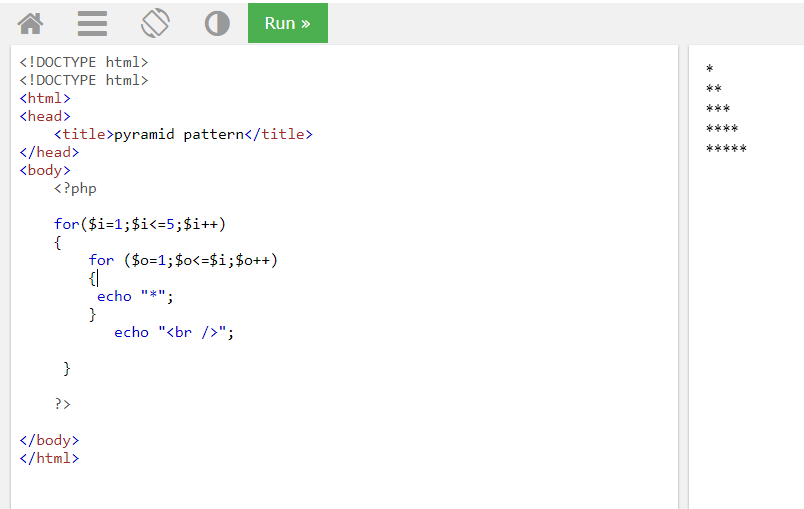 Run »
<!DOCTYPE html>
<!DOCTYPE html>
<html>
<head>
    <title>pyramid pattern</title>
</head>
<body>
    <?php

    for($i=1;$i<=5;$i++)
    {
        for ($o=1;$o<=$i;$o++)
        {
         echo "*";
        }
           echo "<br />";

     }

    ?>

</body>
</html>
*
**
***
****
*****